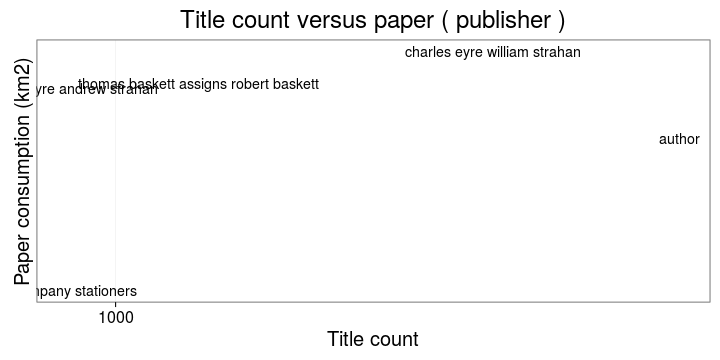 Title count versus paper ( publisher )
charles eyre william strahan
thomas baskett assigns robert baskett
yre andrew strahan
author
Paper consumption (km2)
mpany stationers
1000
Title count